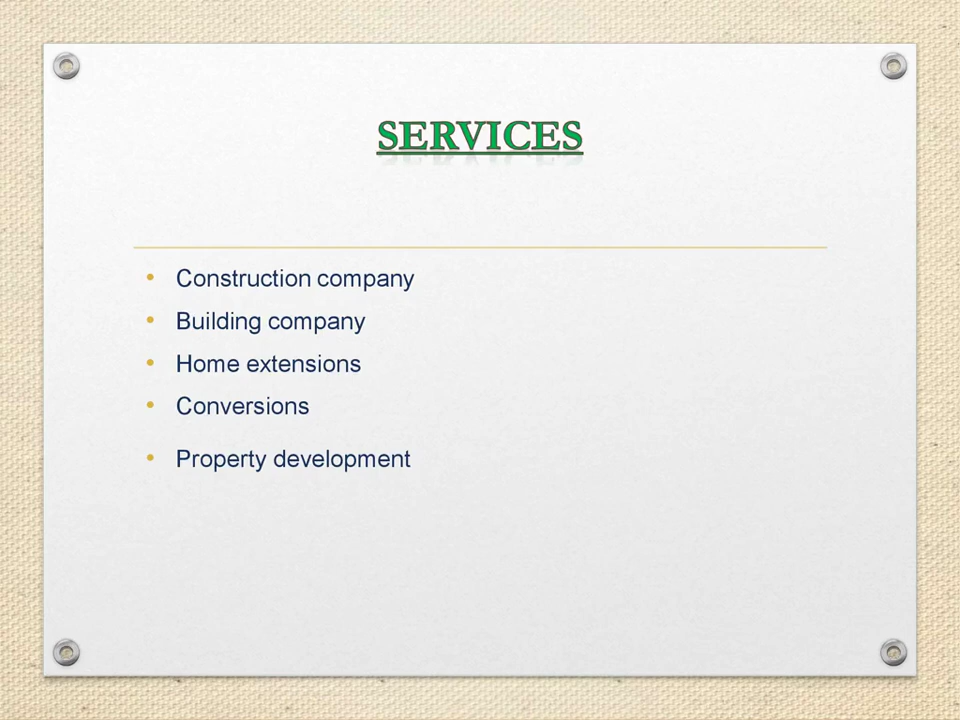 SERVICES
• Construction company
• Building company
• Home extensions
• Conversions
• Property development